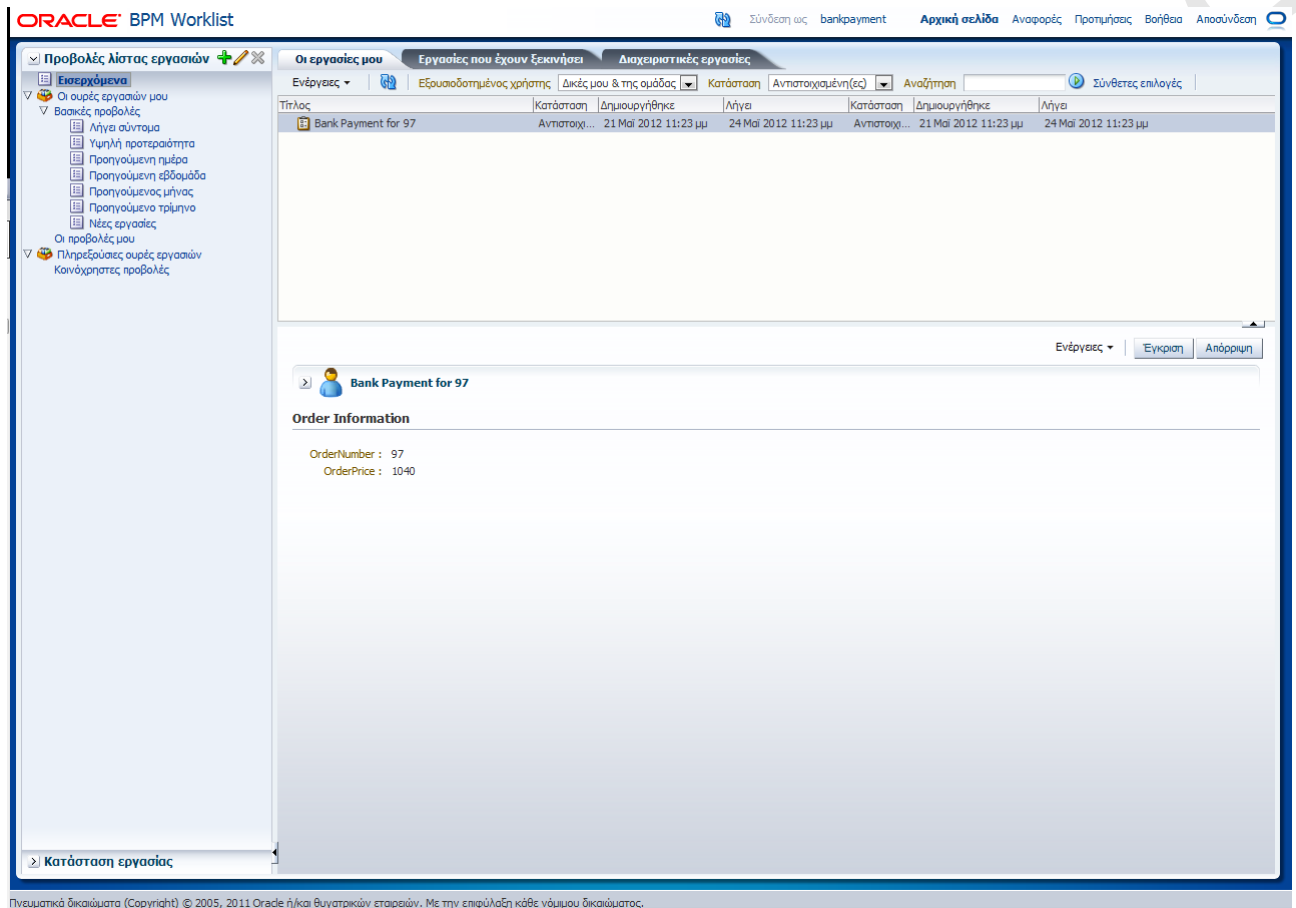 ORACLE BPM Worklist
Σύνδεση ως bankpayment Αρχική σελίδα Αναφορές Προτιμήσεις Βοήθεια Αποσύνδεση
Προβολές λίστας εργασιών
Εισερχόμενα
Οι ουρές εργασιών μου
Βασικές προβολές
Λήγει σύντομα
Υψηλή προτεραιότητα
Προηγούμενη ημέρα
Προηγούμενη εβδομάδα
Προηγούμενος μήνας
Προηγούμενο τρίμηνο
Νέες εργασίες
Οι προβολές μου
Πληρεξούσιες ουρές εργασιών
Κοινόχρηστες προβολές
Κατάσταση εργασίας
Οι εργασίες μου Εργασίες που έχουν ξεκινήσει Διαχειριστικές εργασίες
Ενέργειες Εξουσιοδοτημένος χρήστης Δικές μου & της ομάδας Κατάσταση Αντιστοιχισμένη(ες) Αναζήτηση Σύνθετες επιλογές
Τίτλος Κατάσταση Δημιουργήθηκε Λήγει Κατάσταση Δημιουργήθηκε Λήγει
Bank Payment for 97 Αντιστοιχι... 21 Μαϊ 2012 11:23 μμ 24 Μαϊ 2012 11:23 μμ Αντιστοιχι... 21 Μαϊ 2012 11:23 μμ 24 Μαϊ 2012 11:23 μμ
Ενέργειες Έγκριση Απόρριψη
Bank Payment for 97
Order Information
OrderNumber : 97
OrderPrice : 1040
Πνευματικά δικαιώματα (Copyright) © 2005, 2011 Oracle ή/και θυγατρικών εταιρειών. Με την επιφύλαξη κάθε νόμιμου δικαιώματος.